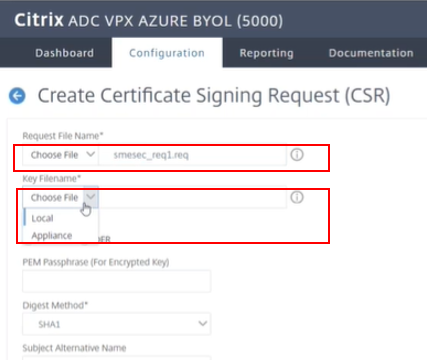 Citrix ADC VPX AZURE BYOL (5000)
Dashboard Configuration Reporting Documentation
Create Certificate Signing Request (CSR)
Request File Name*
Choose File smesec_req1.req
Key Filename*
Choose File
Local
Appliance
PEM Passphrase (For Encrypted Key)
Digest Method*
SHA1
Subject Alternative Name